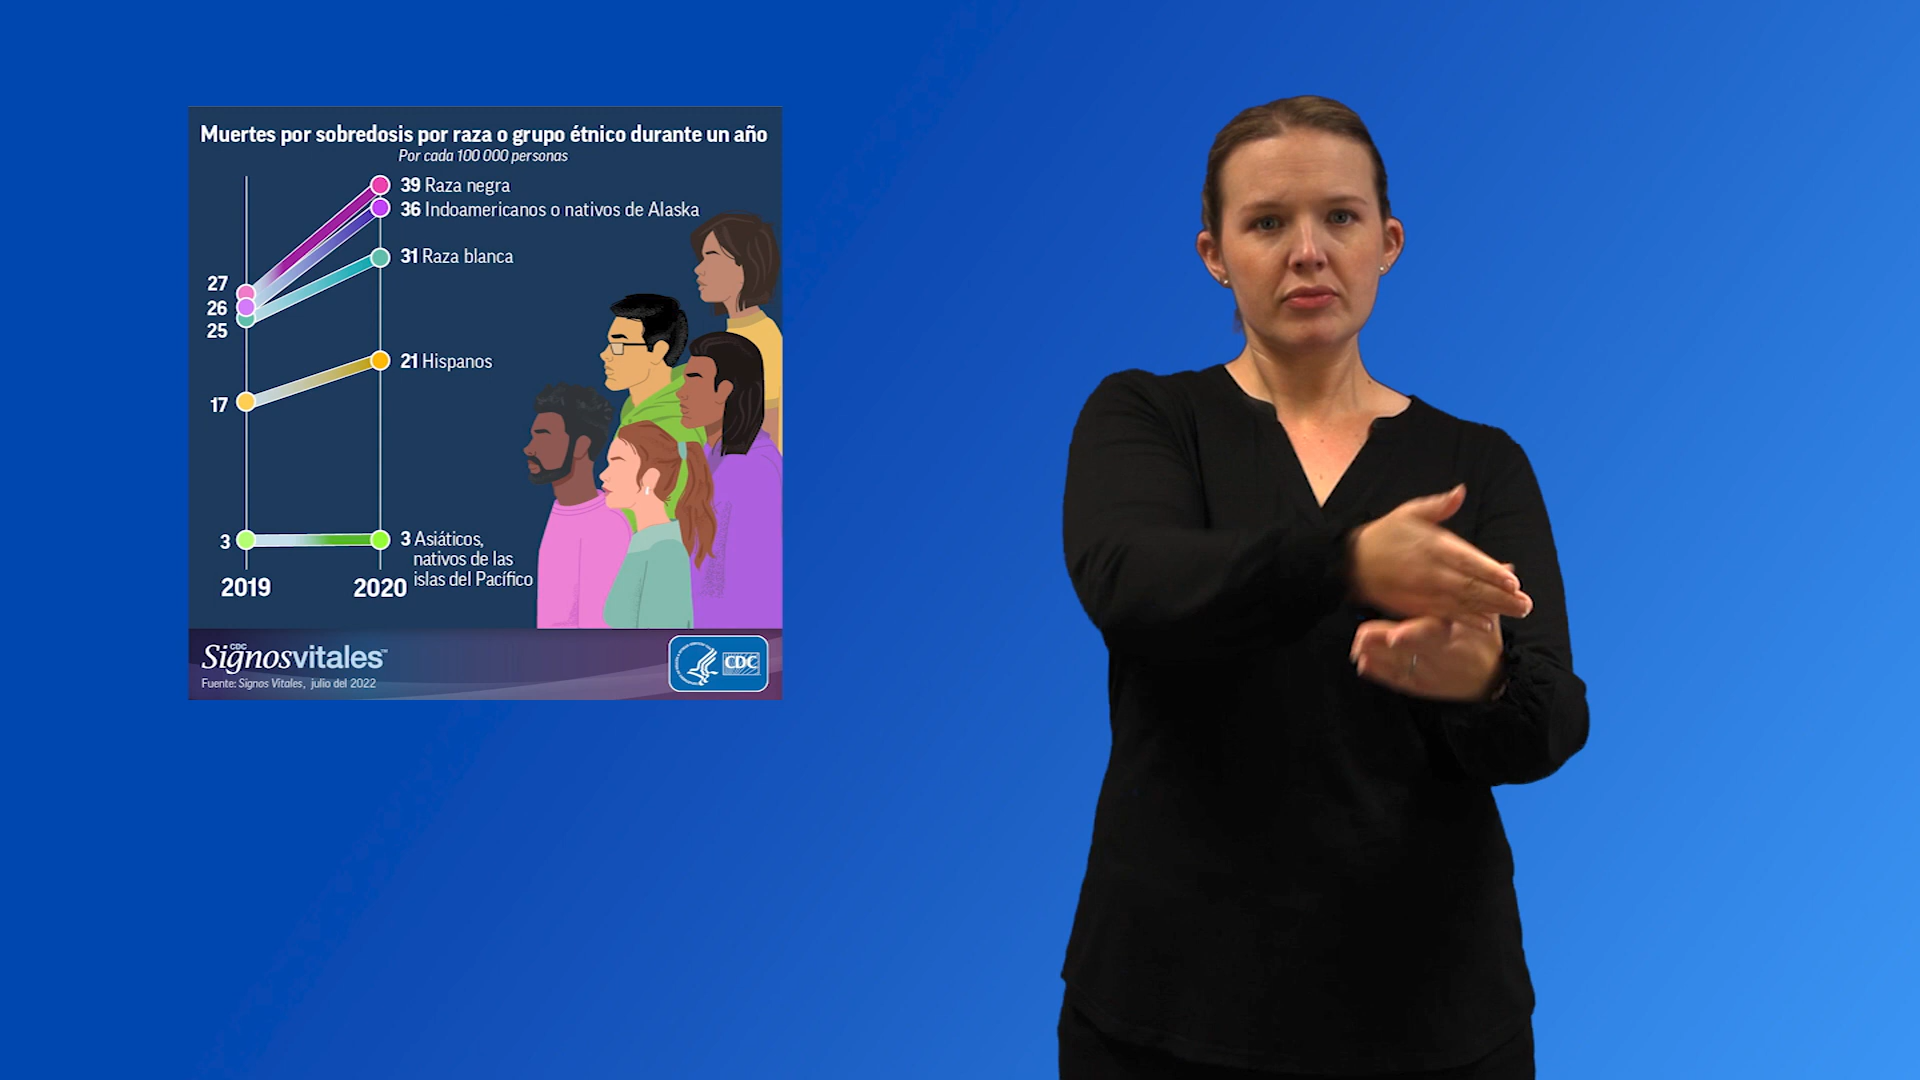 Muertes por sobredosis por raza o grupo étnico durante un año
Por cada 100 000 personas
39 Raza negra
36 Indoamericanos o nativos de Alaska
31 Raza blanca
27
26
25
21 Hispanos
17
3
3 Asiáticos,
nativos de las
islas del Pacífico
2019
2020
CDC
Signosvitales™
Fuente: Signos Vitales, julio del 2022
CDC